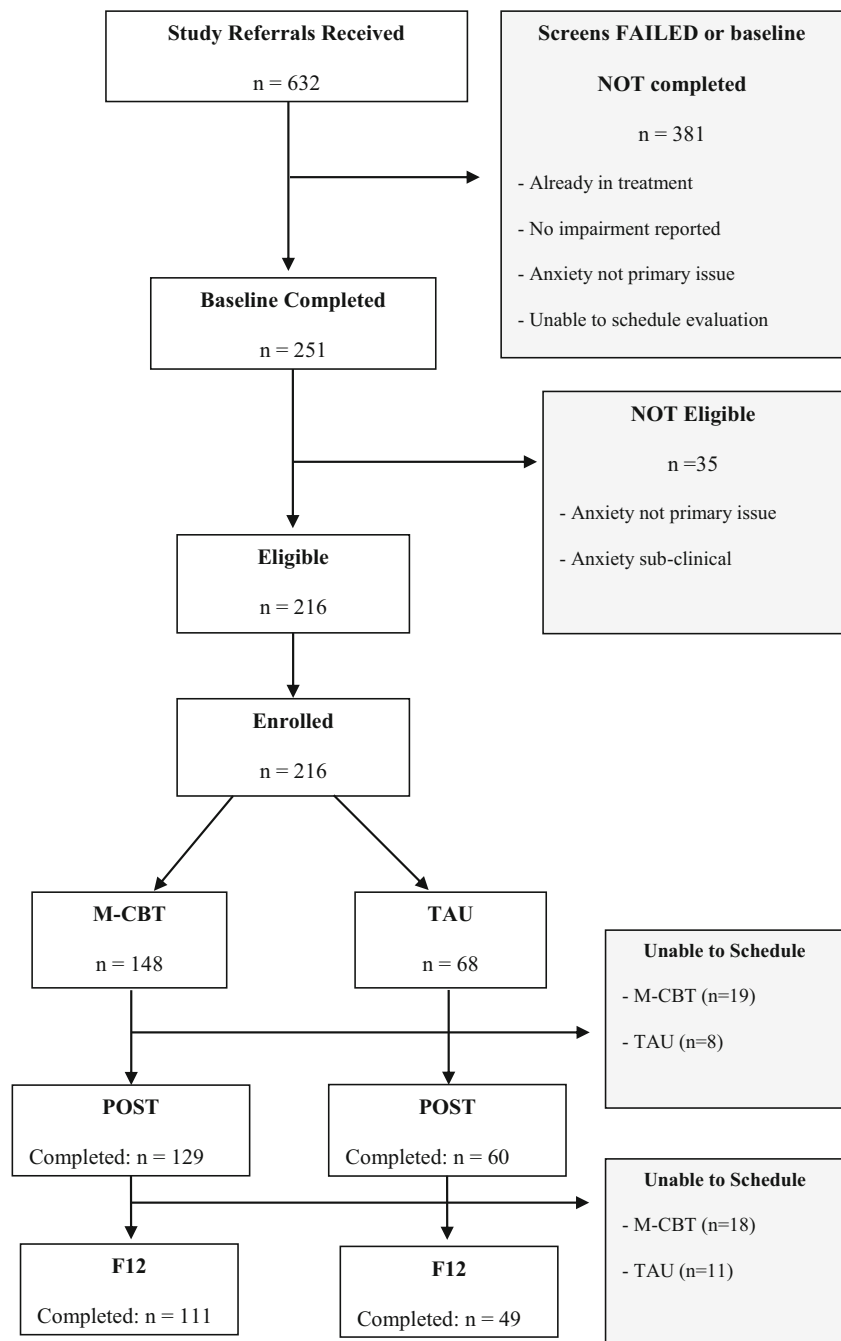 Study Referrals Received
n = 632
Screens FAILED or baseline
NOT completed
n = 381
- Already in treatment
- No impairment reported
- Anxiety not primary issue
- Unable to schedule evaluation
Baseline Completed
n = 251
NOT Eligible
n =35
- Anxiety not primary issue
- Anxiety sub-clinical
Eligible
n = 216
Enrolled
n = 216
M-CBT
n = 148
TAU
n = 68
Unable to Schedule
- M-CBT (n=19)
- TAU (n=8)
POST
Completed: n = 129
POST
Completed: n = 60
Unable to Schedule
- M-CBT (n=18)
- TAU (n=11)
F12
Completed: n = 111
F12
Completed: n = 49